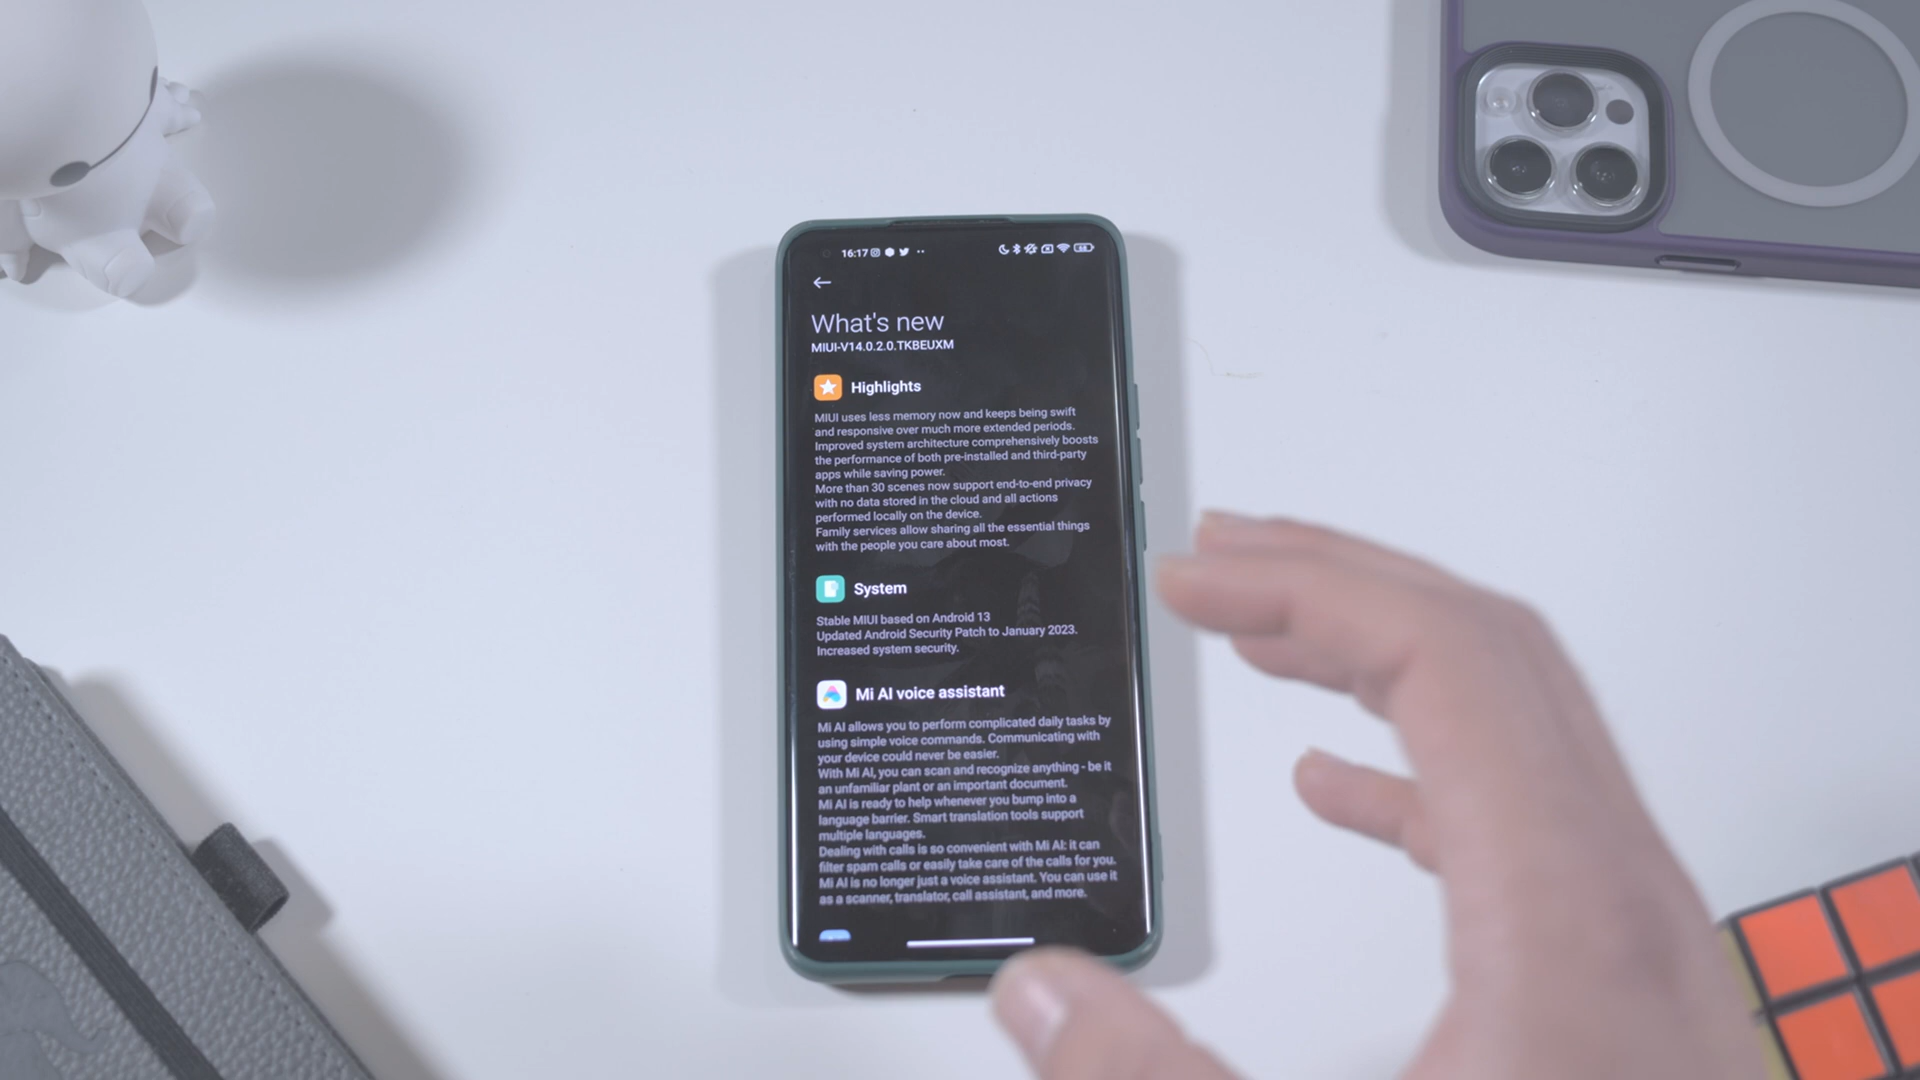 16:17
68
What's new
MIUI-V14.0.2.0.TKBEUXM
Highlights
MIUI uses less memory now and keeps being swift
and responsive over much more extended periods.
Improved system architecture comprehensively boosts
the performance of both pre-installed and third-party
apps while saving power.
More than 30 scenes now support end-to-end privacy
with no data stored in the cloud and all actions
performed locally on the device.
Family services allow sharing all the essential things
with the people you care about most.
System
Stable MIUI based on Android 13
Updated Android Security Patch to January 2023.
Increased system security.
Mi AI voice assistant
Mi AI allows you to perform complicated daily tasks by
using simple voice commands. Communicating with
your device could never be easier.
With Mi AI, you can scan and recognize anything - be it
an unfamiliar plant or an important document.
Mi AI is ready to help whenever you bump into a
language barrier. Smart translation tools support
multiple languages.
Dealing with calls is so convenient with Mi AI: it can
filter spam calls or easily take care of the calls for you.
Mi AI is no longer just a voice assistant. You can use it
as a scanner, translator, call assistant, and more.